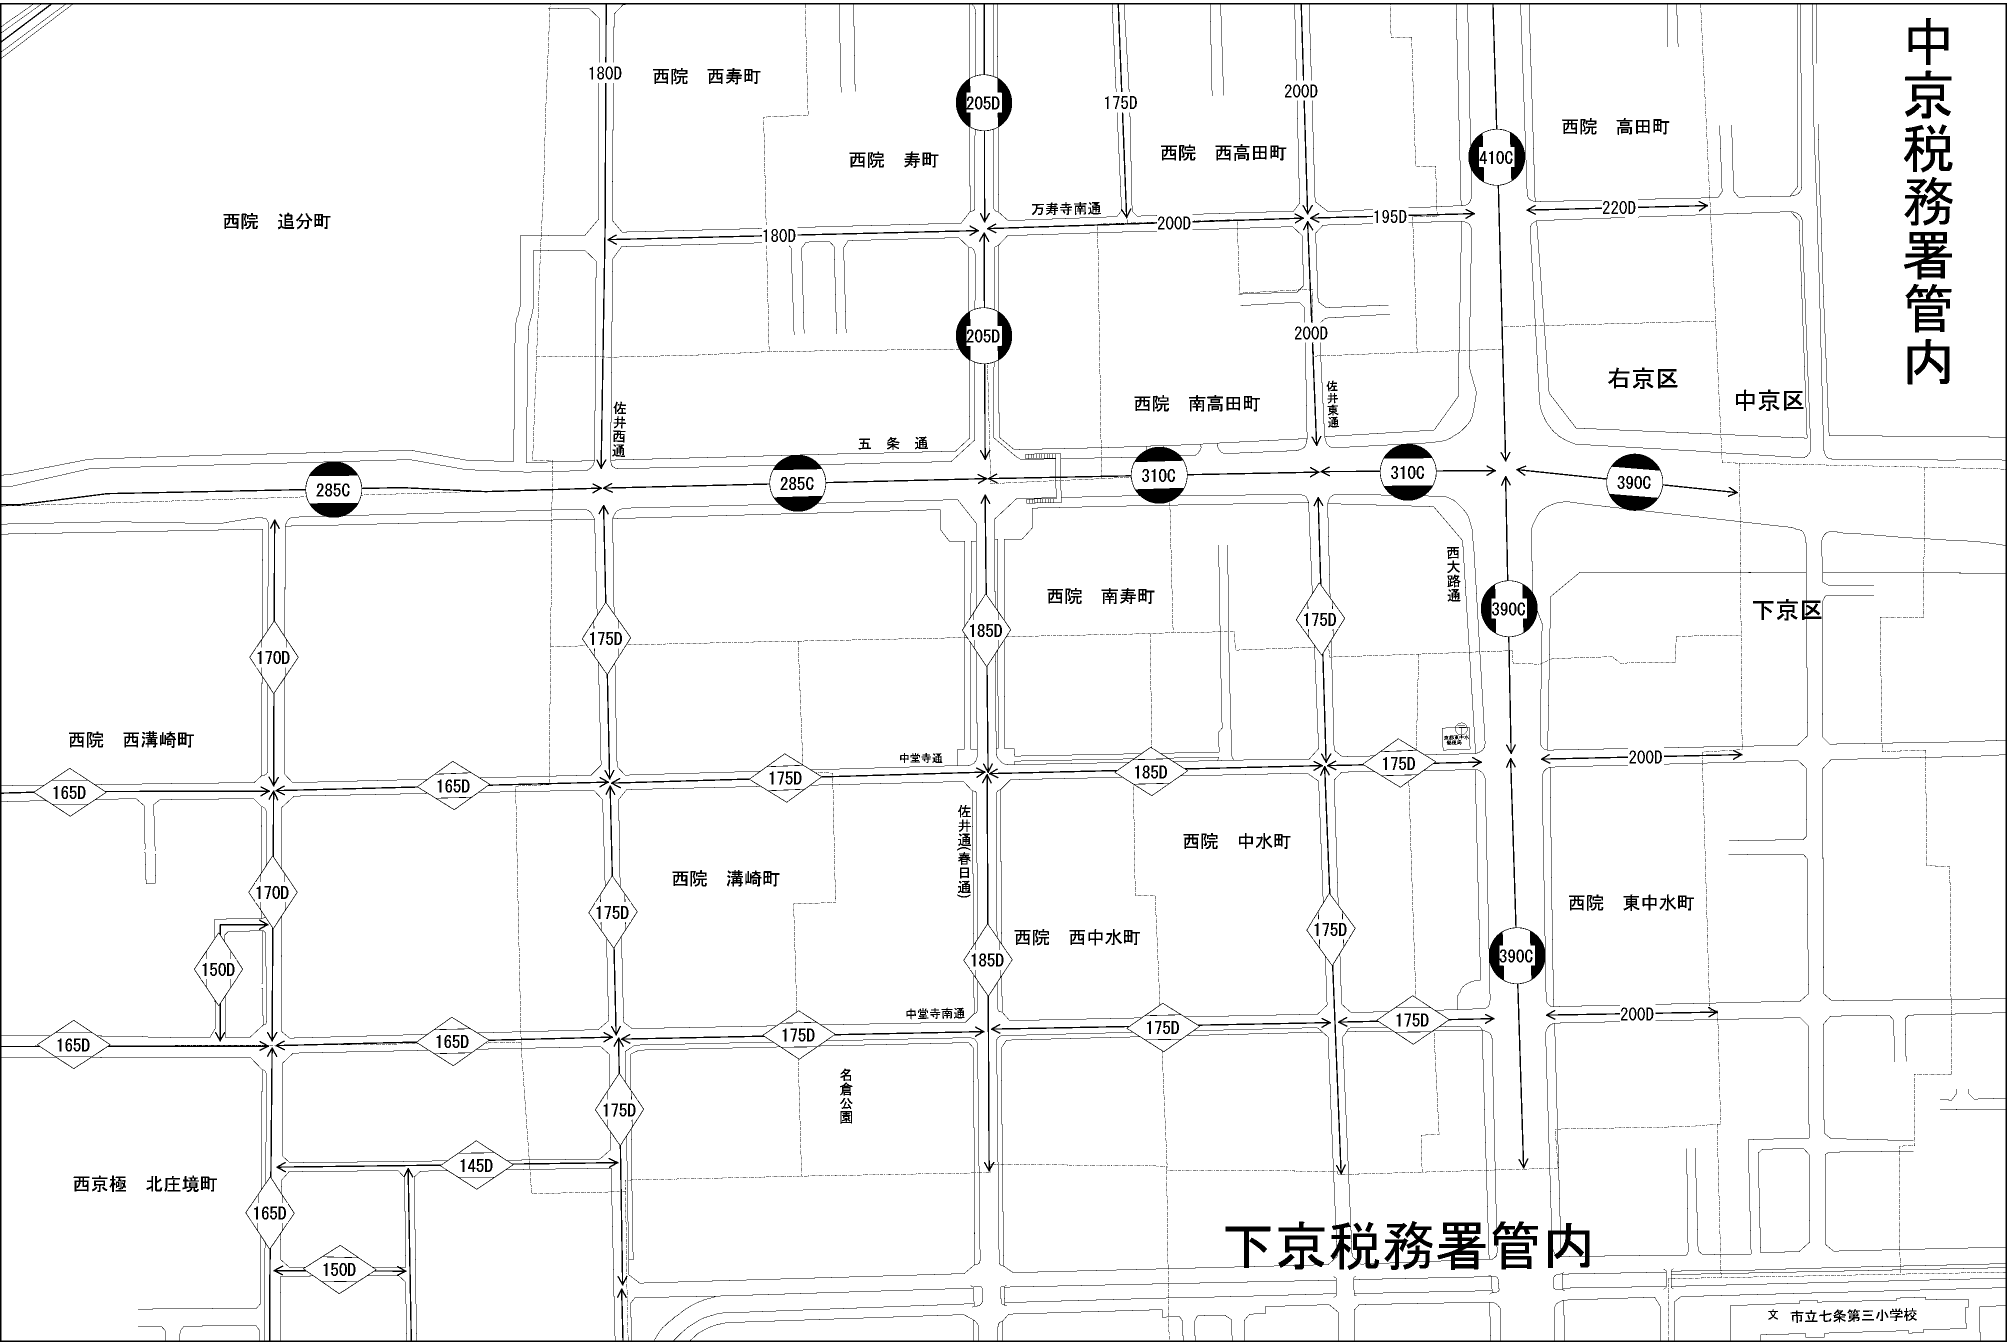 中京税務署管内
180D
西院 西寿町
205D
175D
200D
西院 高田町
410C
西院 寿町
西院 西高田町
西院 追分町
万寿寺南通
180D
200D
195D
220D
205D
200D
右京区
中京区
西院 南高田町
佐井西通
佐井東通
五条通
285C
285C
310C
310C
390C
西大路通
西院 南寿町
390C
下京区
170D
175D
185D
175D
西院 西溝崎町
中堂寺通
165D
165D
175D
185D
175D
200D
佐井通(春日通)
西院 中水町
西院 溝崎町
170D
175D
西院 東中水町
西院 西中水町
175D
150D
185D
390C
中堂寺南通
165D
165D
175D
175D
175D
200D
名倉公園
175D
145D
西京極 北庄境町
165D
150D
下京税務署管内
文 市立七条第三小学校